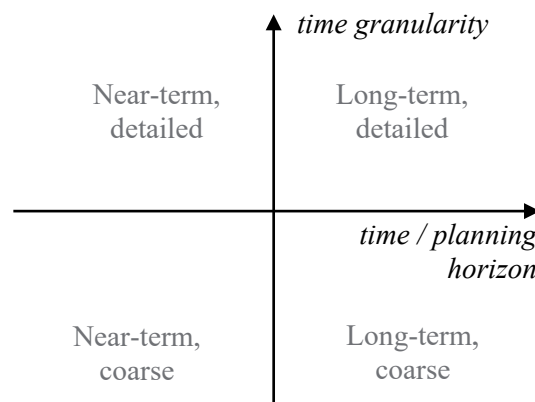 time granularity
Near-term,
detailed
Long-term,
detailed
time / planning
horizon
Near-term,
coarse
Long-term,
coarse